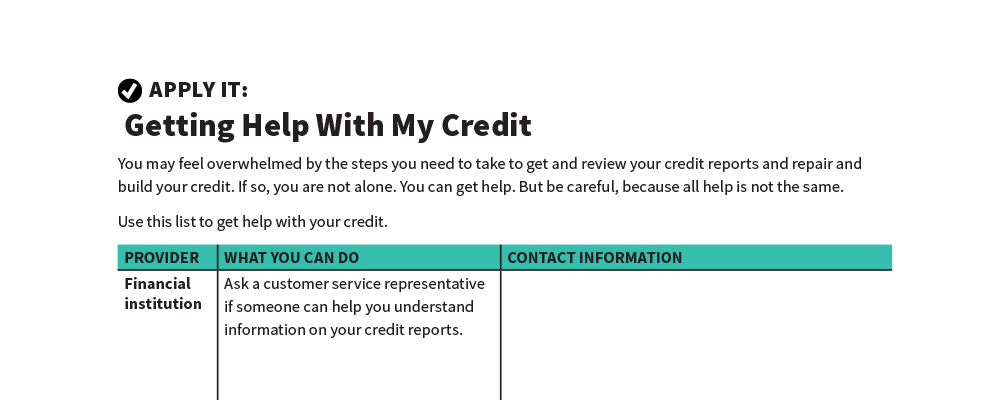 APPLY IT:
Getting Help With My Credit
You may feel overwhelmed by the steps you need to take to get and review your credit reports and repair and
build your credit. If so, you are not alone. You can get help. But be careful, because all help is not the same.
Use this list to get help with your credit.
PROVIDER WHAT YOU CAN DO CONTACT INFORMATION
Financial
institution
Ask a customer service representative
if someone can help you understand
information on your credit reports.